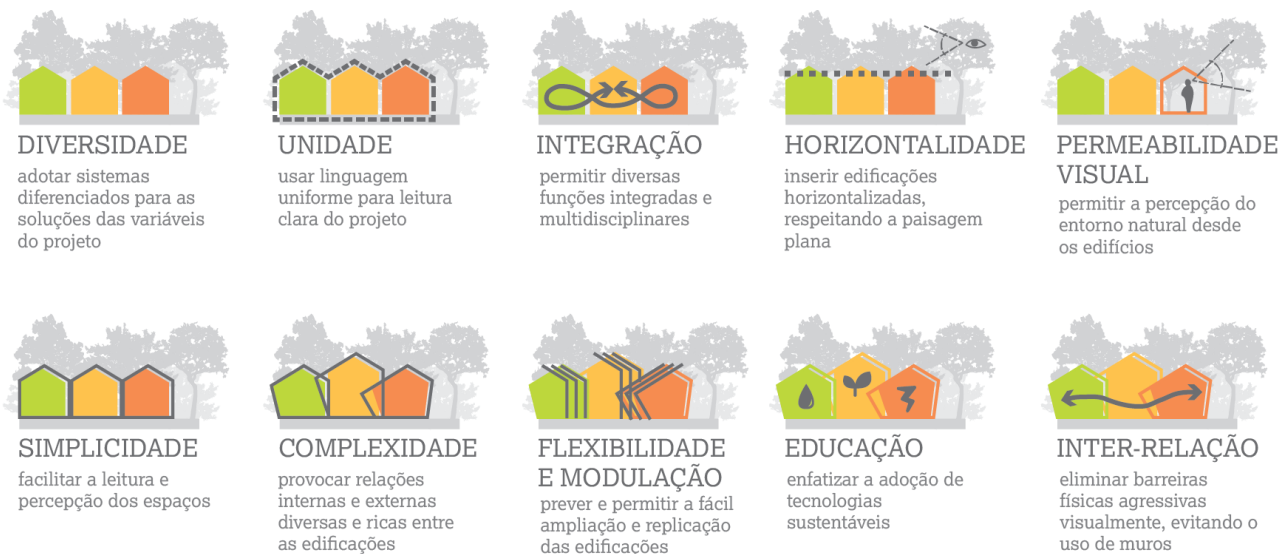 DIVERSIDADE
adotar sistemas
diferenciados para as
soluções das variáveis
do projeto
UNIDADE
usar linguagem
uniforme para leitura
clara do projeto
INTEGRAÇÃO
permitir diversas
funções integradas e
multidisciplinares
HORIZONTALIDADE
inserir edificações
horizontalizadas,
respeitando a paisagem
plana
PERMEABILIDADE
VISUAL
permitir a percepção do
entorno natural desde
os edifícios
SIMPLICIDADE
facilitar a leitura e
percepção dos espaços
COMPLEXIDADE
provocar relações
internas e externas
diversas e ricas entre
as edificações
FLEXIBILIDADE
E MODULAÇÃO
prever e permitir a fácil
ampliação e replicação
das edificações
EDUCAÇÃO
enfatizar a adoção de
tecnologias
sustentáveis
INTER-RELAÇÃO
eliminar barreiras
físicas agressivas
visualmente, evitando o
uso de muros